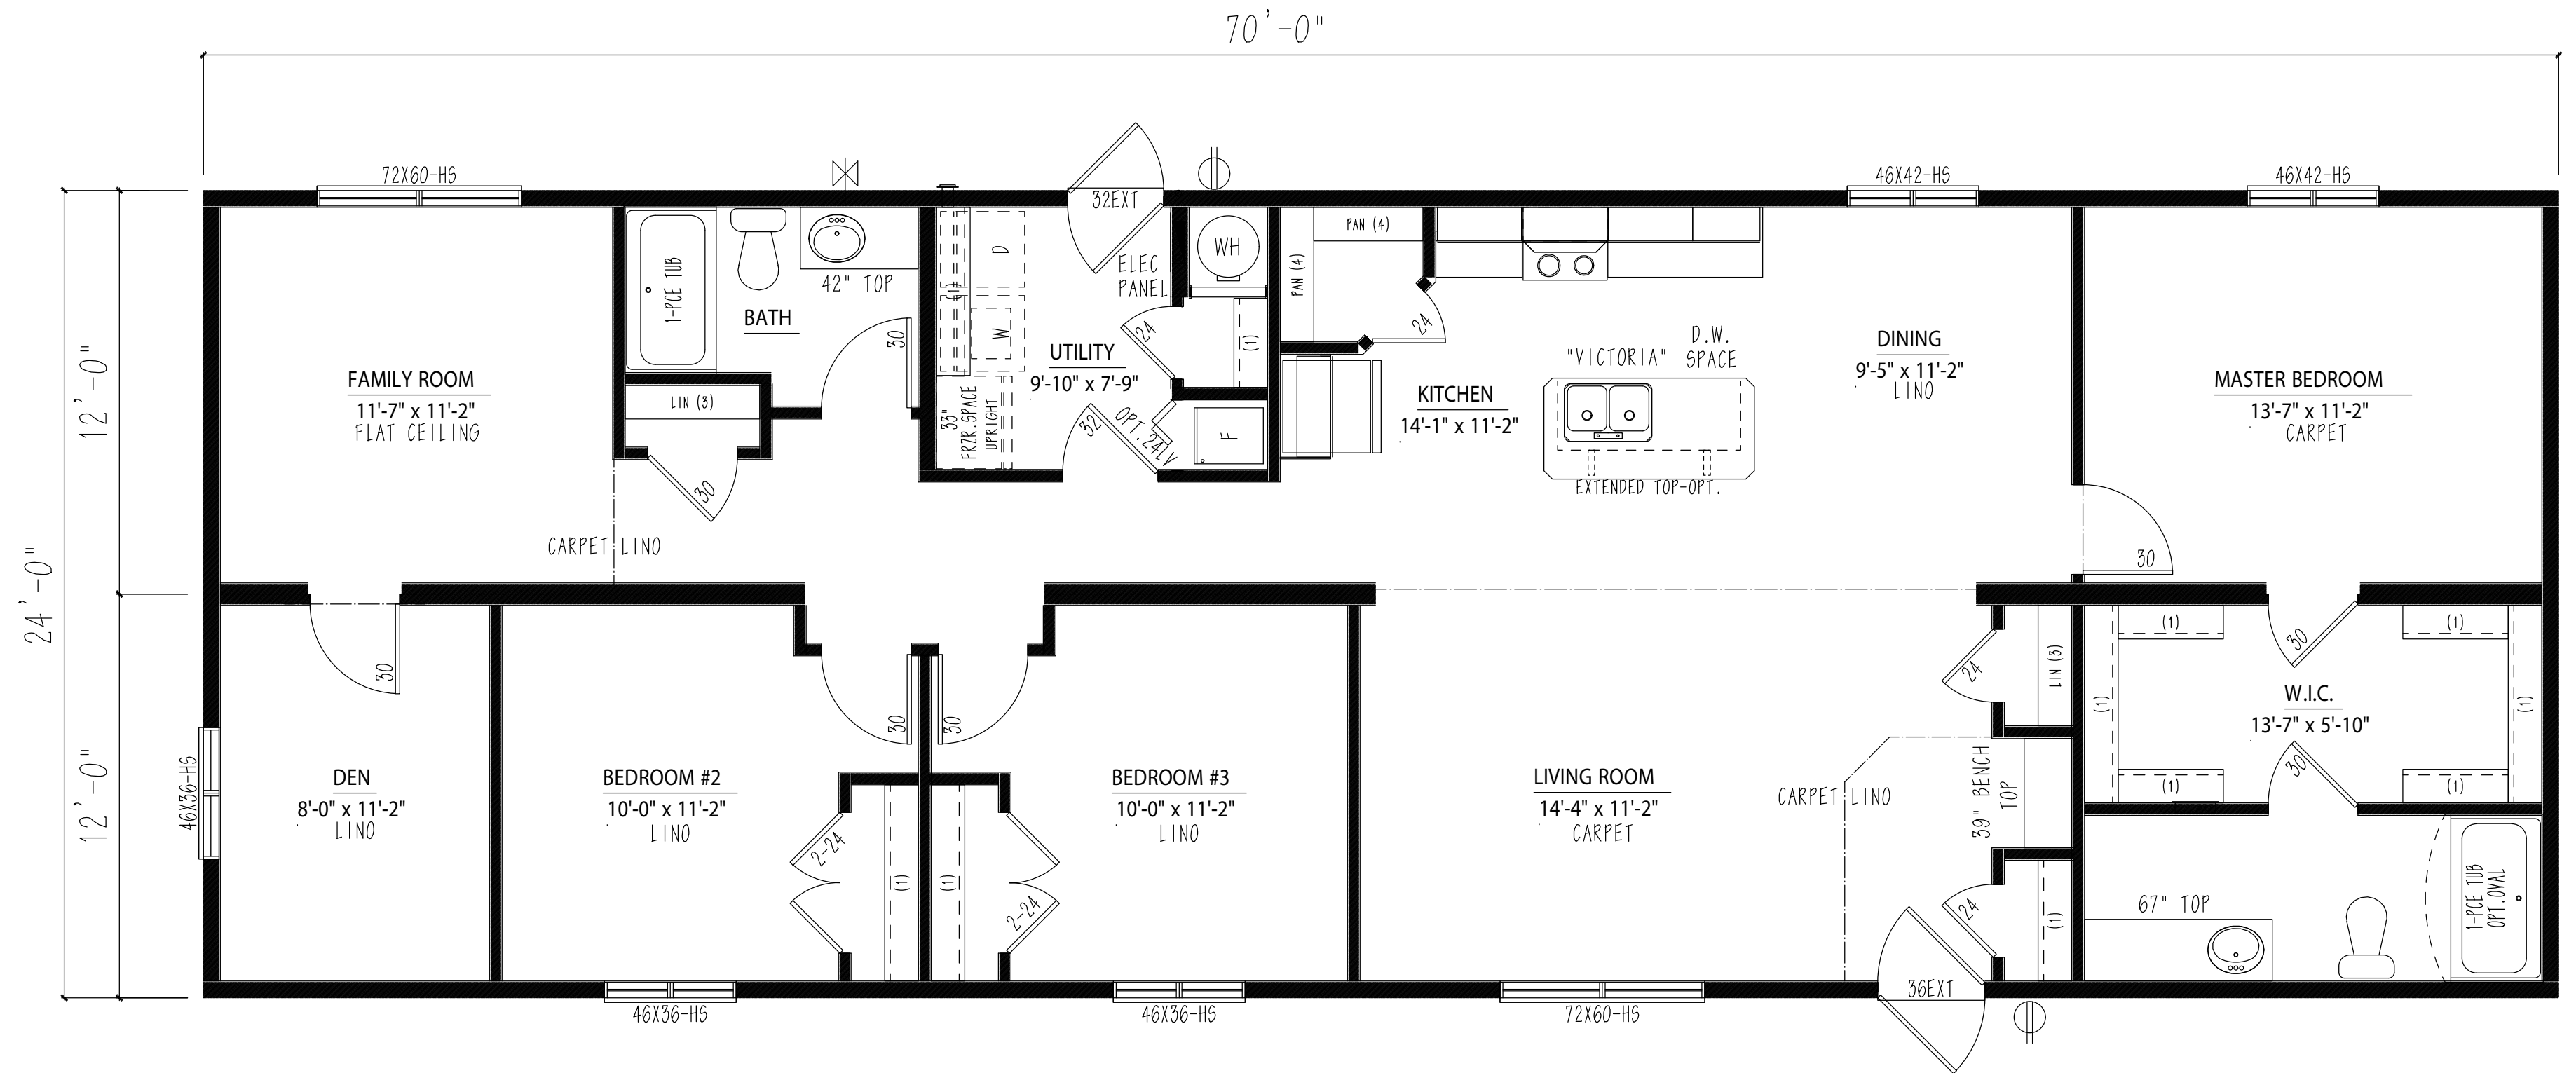 70'-0"
72X60-HS
46X42-HS
46X42-HS
32EXT
24'-0"
12'-0"
12'-0"
FAMILY ROOM
11'-7" x 11'-2"
FLAT CEILING
1-PCE TUB
42" TOP
BATH
30
LIN (3)
30
CARPET LINO
D
W
(1)
33"
FRZR.SPACE
UPRIGHT
ELEC
PANEL
UTILITY
9'-10" x 7'-9"
24
32
OPT.24LV
WH
(1)
F
PAN (4)
PAN (4)
24
KITCHEN
14'-1" x 11'-2"
"VICTORIA"
D.W.
SPACE
EXTENDED TOP-OPT.
DINING
9'-5" x 11'-2"
LINO
MASTER BEDROOM
13'-7" x 11'-2"
CARPET
30
30
46X36-HS
DEN
8'-0" x 11'-2"
LINO
30
BEDROOM #2
10'-0" x 11'-2"
LINO
30
2-24
(1)
(1)
2-24
BEDROOM #3
10'-0" x 11'-2"
LINO
LIVING ROOM
14'-4" x 11'-2"
CARPET
CARPET LINO
24
LIN (3)
39" BENCH
TOP
24
(1)
36EXT
(1)
(1)
30
W.I.C.
13'-7" x 5'-10"
(1)
(1)
(1)
(1)
30
67" TOP
1-PCE TUB
OPT.OVAL
46X36-HS
46X36-HS
72X60-HS